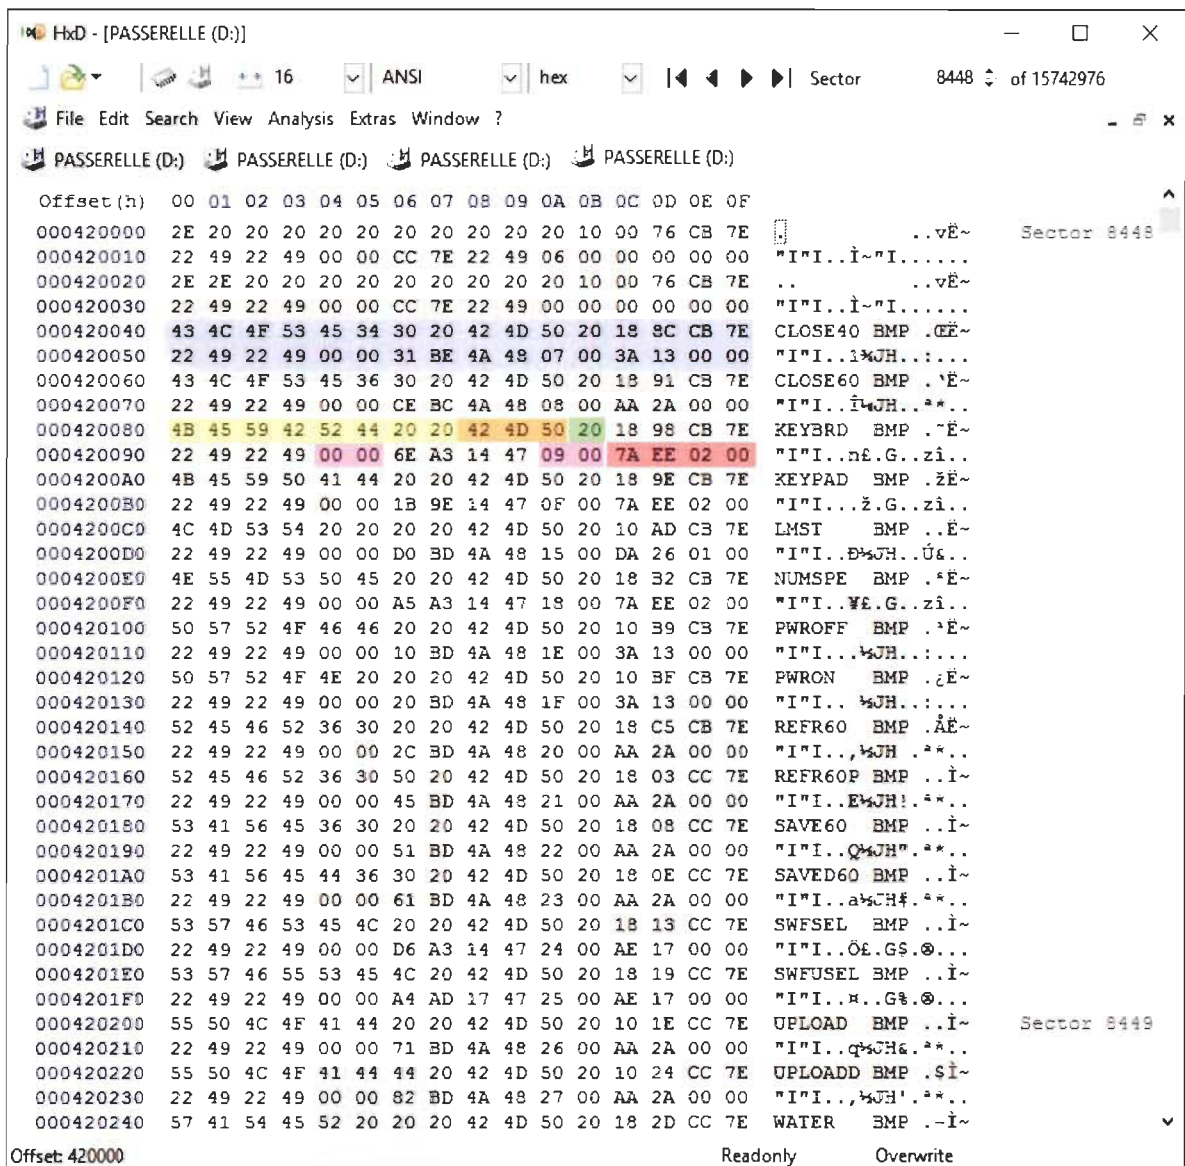 HxD - [PASSERELLE (D:)]
16 ANSI hex Sector 8448 of 15742976
File Edit Search View Analysis Extras Window ?
PASSERELLE (D:) PASSERELLE (D:) PASSERELLE (D:) PASSERELLE (D:)
Offset(h) 00 01 02 03 04 05 06 07 08 09 0A 0B 0C 0D 0E 0F
000420000 2E 20 20 20 20 20 20 20 20 20 20 10 00 76 CB 7E . ..vË~ Sector 8448
000420010 22 49 22 49 00 00 CC 7E 22 49 06 00 00 00 00 00 "I"I..Ì~"I......
000420020 2E 2E 20 20 20 20 20 20 20 20 20 10 00 76 CB 7E .. ..vË~
000420030 22 49 22 49 00 00 CC 7E 22 49 00 00 00 00 00 00 "I"I..Ì~"I......
000420040 43 4C 4F 53 45 34 30 20 42 4D 50 20 18 8C CB 7E CLOSE40 BMP .ŒË~
000420050 22 49 22 49 00 00 31 BE 4A 48 07 00 3A 13 00 00 "I"I..1¾JH..:...
000420060 43 4C 4F 53 45 36 30 20 42 4D 50 20 18 91 CB 7E CLOSE60 BMP .‘Ë~
000420070 22 49 22 49 00 00 CE BC 4A 48 08 00 AA 2A 00 00 "I"I..μ¼JH..ª*..
000420080 4B 45 59 42 52 44 20 20 42 4D 50 20 18 98 CB 7E KEYBRD BMP .˜Ë~
000420090 22 49 22 49 00 00 6E A3 14 47 09 00 7A EE 02 00 "I"I..n£.G..zî..
0004200A0 4B 45 59 50 41 44 20 20 42 4D 50 20 18 9E CB 7E KEYPAD BMP .žË~
0004200B0 22 49 22 49 00 00 1B 9E 14 47 0F 00 7A EE 02 00 "I"I...ž.G..zî..
0004200C0 4C 4D 53 54 20 20 20 20 42 4D 50 20 10 AD CB 7E LMST BMP ..Ë~
0004200D0 22 49 22 49 00 00 D0 BD 4A 48 15 00 DA 26 01 00 "I"I..Ð½JH..Ú&..
0004200E0 4E 55 4D 53 50 45 20 20 42 4D 50 20 18 B2 CB 7E NUMSPE BMP .²Ë~
0004200F0 22 49 22 49 00 00 A5 A3 14 47 18 00 7A EE 02 00 "I"I..¥£.G..zî..
000420100 50 57 52 4F 46 46 20 20 42 4D 50 20 10 B9 CB 7E PWROFF BMP .¹Ë~
000420110 22 49 22 49 00 00 10 BD 4A 48 1E 00 3A 13 00 00 "I"I...½JH..:...
000420120 50 57 52 4F 4E 20 20 20 42 4D 50 20 10 BF CB 7E PWRON BMP .¿Ë~
000420130 22 49 22 49 00 00 20 BD 4A 48 1F 00 3A 13 00 00 "I"I.. ½JH..:...
000420140 52 45 46 52 36 30 20 20 42 4D 50 20 18 C5 CB 7E REFR60 BMP .ÅË~
000420150 22 49 22 49 00 00 2C BD 4A 48 20 00 AA 2A 00 00 "I"I..,½JH .ª*..
000420160 52 45 46 52 36 30 50 20 42 4D 50 20 18 03 CC 7E REFR60P BMP ..Ì~
000420170 22 49 22 49 00 00 45 BD 4A 48 21 00 AA 2A 00 00 "I"I..E½JH!.ª*..
000420180 53 41 56 45 36 30 20 20 42 4D 50 20 18 08 CC 7E SAVE60 BMP ..Ì~
000420190 22 49 22 49 00 00 51 BD 4A 48 22 00 AA 2A 00 00 "I"I..Q½JH".ª*..
0004201A0 53 41 56 45 44 36 30 20 42 4D 50 20 18 0E CC 7E SAVED60 BMP ..Ì~
0004201B0 22 49 22 49 00 00 61 BD 4A 48 23 00 AA 2A 00 00 "I"I..a½JH#.ª*..
0004201C0 53 57 46 53 45 4C 20 20 42 4D 50 20 18 13 CC 7E SWFSEL BMP ..Ì~
0004201D0 22 49 22 49 00 00 D6 A3 14 47 24 00 AE 17 00 00 "I"I..Ö£.G$.®...
0004201E0 53 57 46 55 53 45 4C 20 42 4D 50 20 18 19 CC 7E SWFUSEL BMP ..Ì~
0004201F0 22 49 22 49 00 00 A4 AD 17 47 25 00 AE 17 00 00 "I"I..¤..G%.®...
000420200 55 50 4C 4F 41 44 20 20 42 4D 50 20 10 1E CC 7E UPLOAD BMP ..Ì~ Sector 8449
000420210 22 49 22 49 00 00 71 BD 4A 48 26 00 AA 2A 00 00 "I"I..q½JH&.ª*..
000420220 55 50 4C 4F 41 44 44 20 42 4D 50 20 10 24 CC 7E UPLOADD BMP .$Ì~
000420230 22 49 22 49 00 00 82 BD 4A 48 27 00 AA 2A 00 00 "I"I..‚½JH'.ª*..
000420240 57 41 54 45 52 20 20 20 42 4D 50 20 18 2D CC 7E WATER BMP .-Ì~
Offset: 420000 Readonly Overwrite